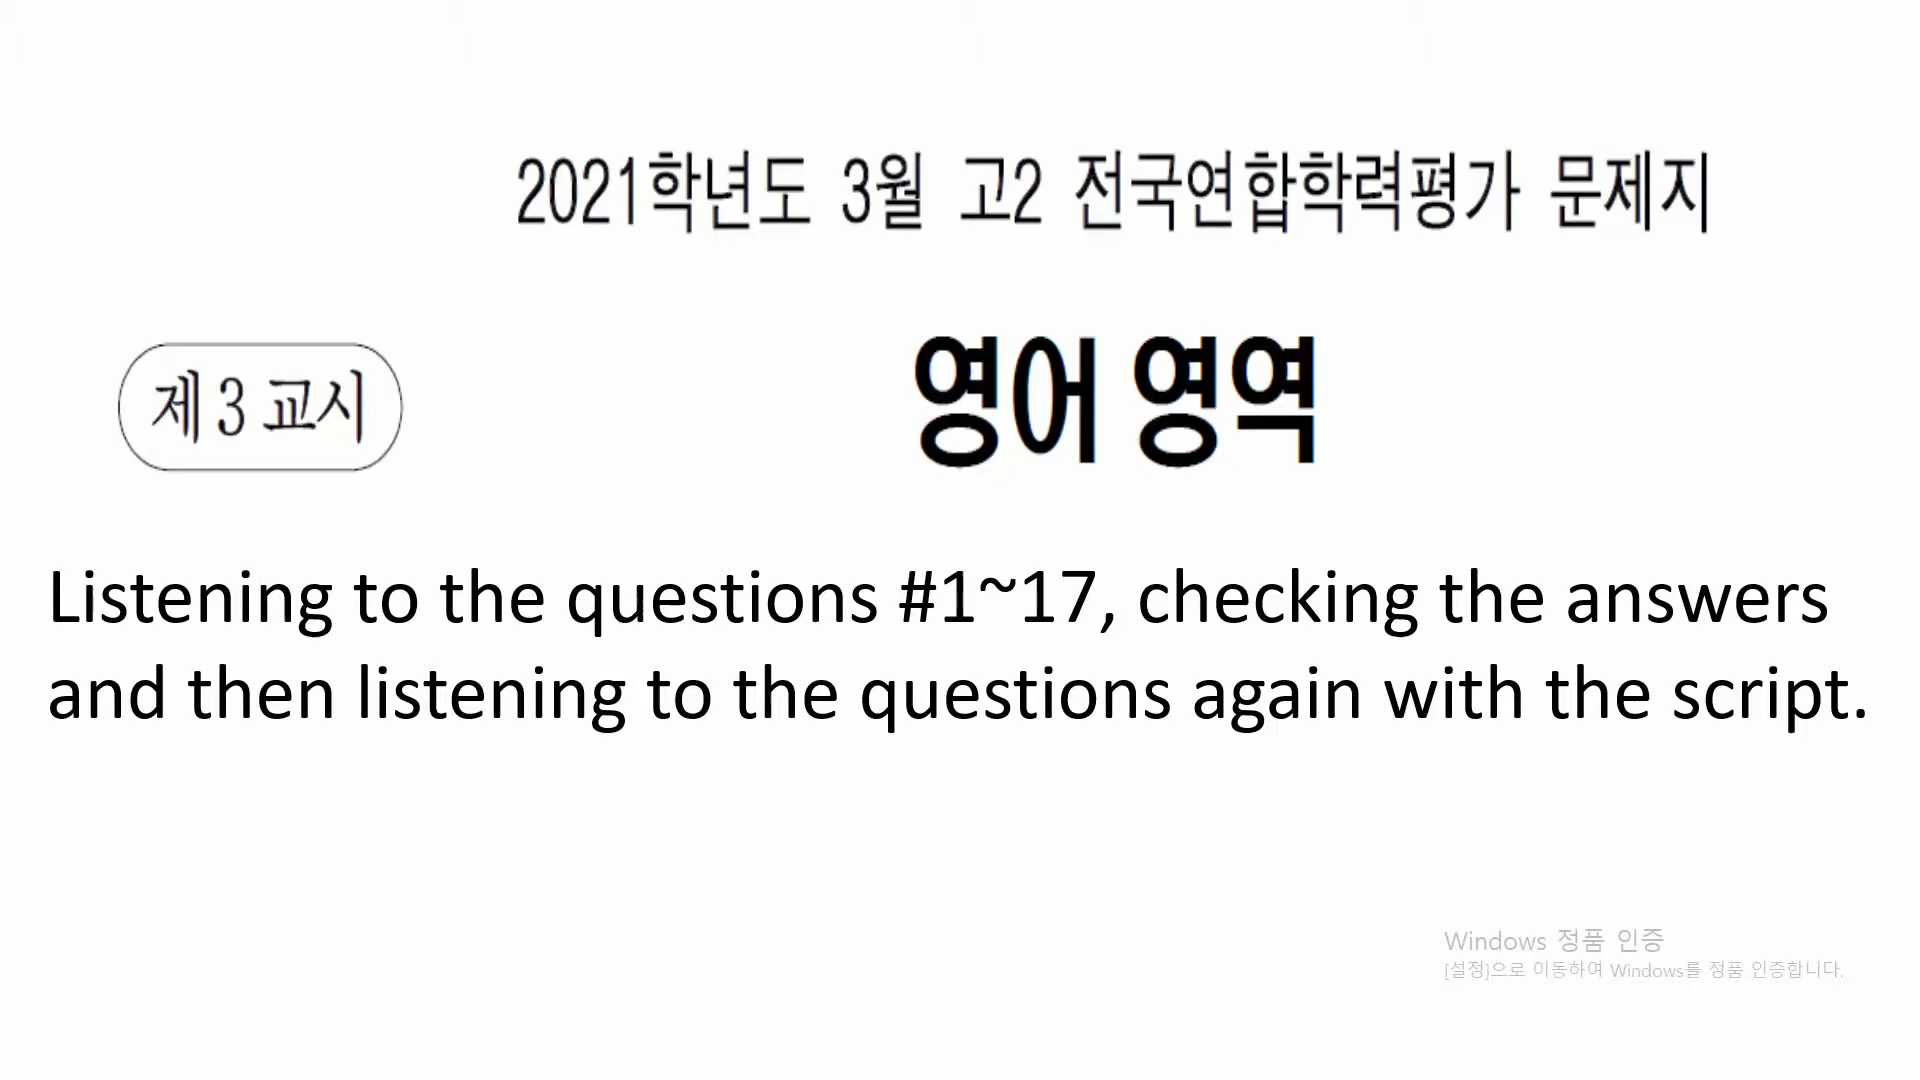 2021학년도 3월 고2 전국연합학력평가 문제지
제 3 교시
영어 영역
Listening to the questions #1~17, checking the answers
and then listening to the questions again with the script.
Windows 정품 인증
[설정]으로 이동하여 Windows를 정품 인증합니다.